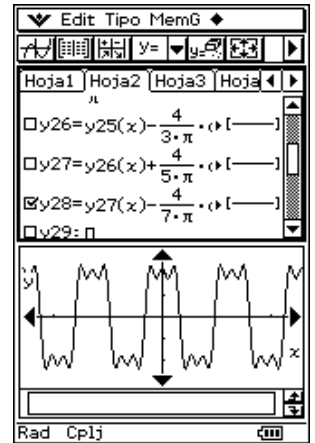 Edit Tipo MemG
y=
Hoja1 Hoja2 Hoja3 Hoja
π
y26=y25(x)-4/(3·π)·(
y27=y26(x)+4/(5·π)·(
y28=y27(x)-4/(7·π)·(
y29:
y
x
Rad Cplj